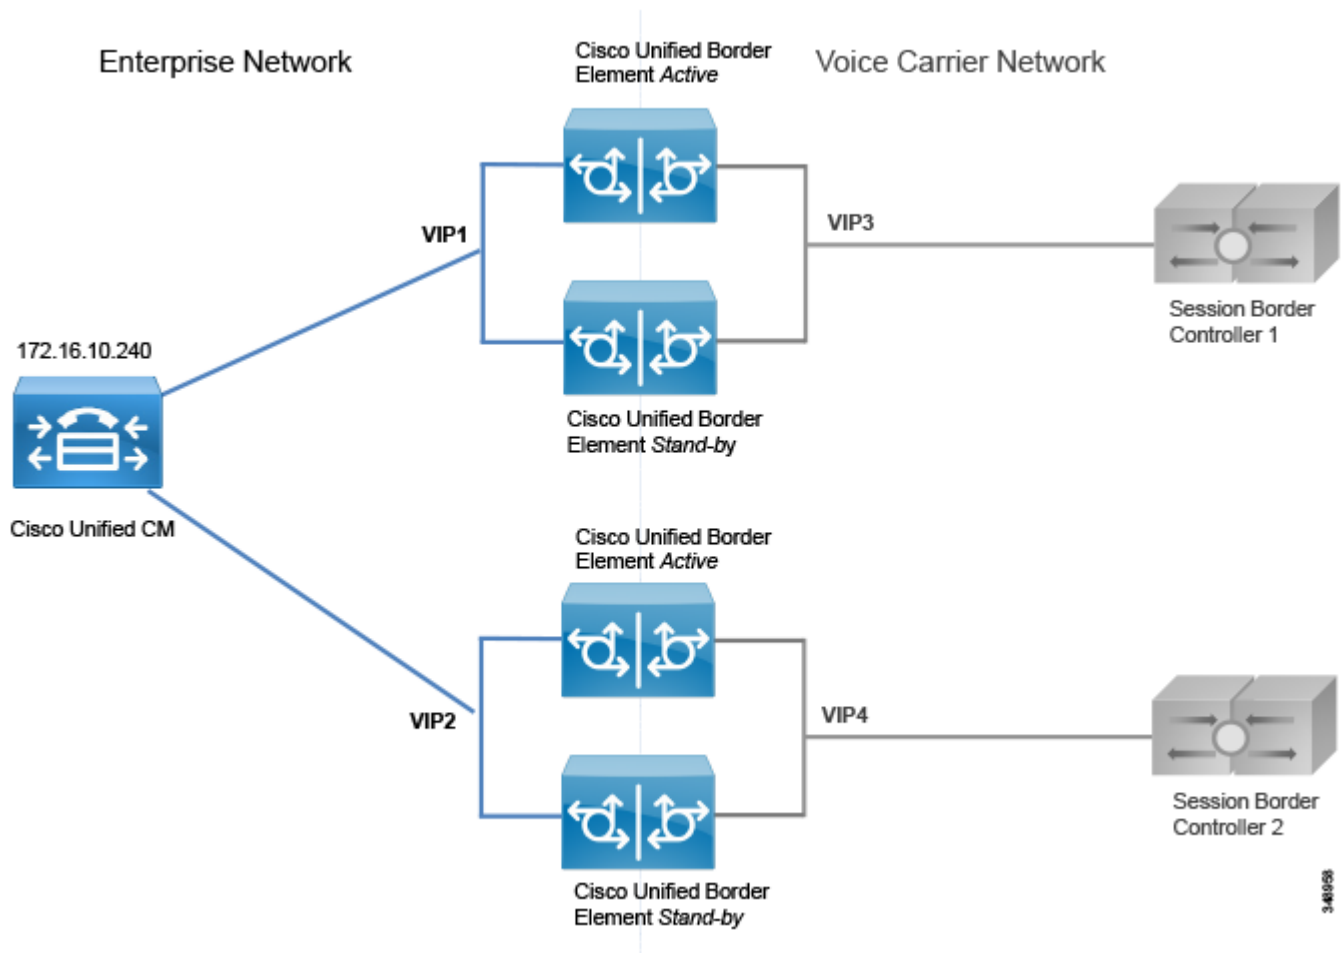 Enterprise Network
Cisco Unified Border
Element Active
Voice Carrier Network
VIP1
VIP3
Session Border
Controller 1
172.16.10.240
Cisco Unified CM
Cisco Unified Border
Element Stand-by
Cisco Unified Border
Element Active
VIP2
VIP4
Session Border
Controller 2
Cisco Unified Border
Element Stand-by
348958